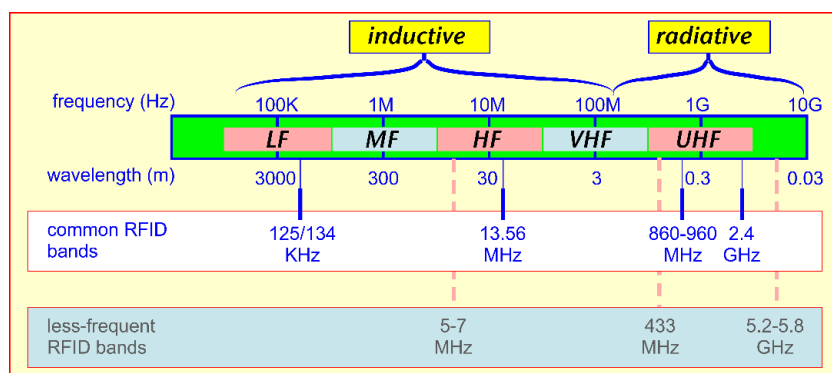 inductive radiative
frequency (Hz) 100K 1M 10M 100M 1G 10G
LF MF HF VHF UHF
wavelength (m) 3000 300 30 3 0.3 0.03
common RFID 125/134 13.56 860-960 2.4
bands KHz MHz MHz GHz
less-frequent 5-7 433 5.2-5.8
RFID bands MHz MHz GHz